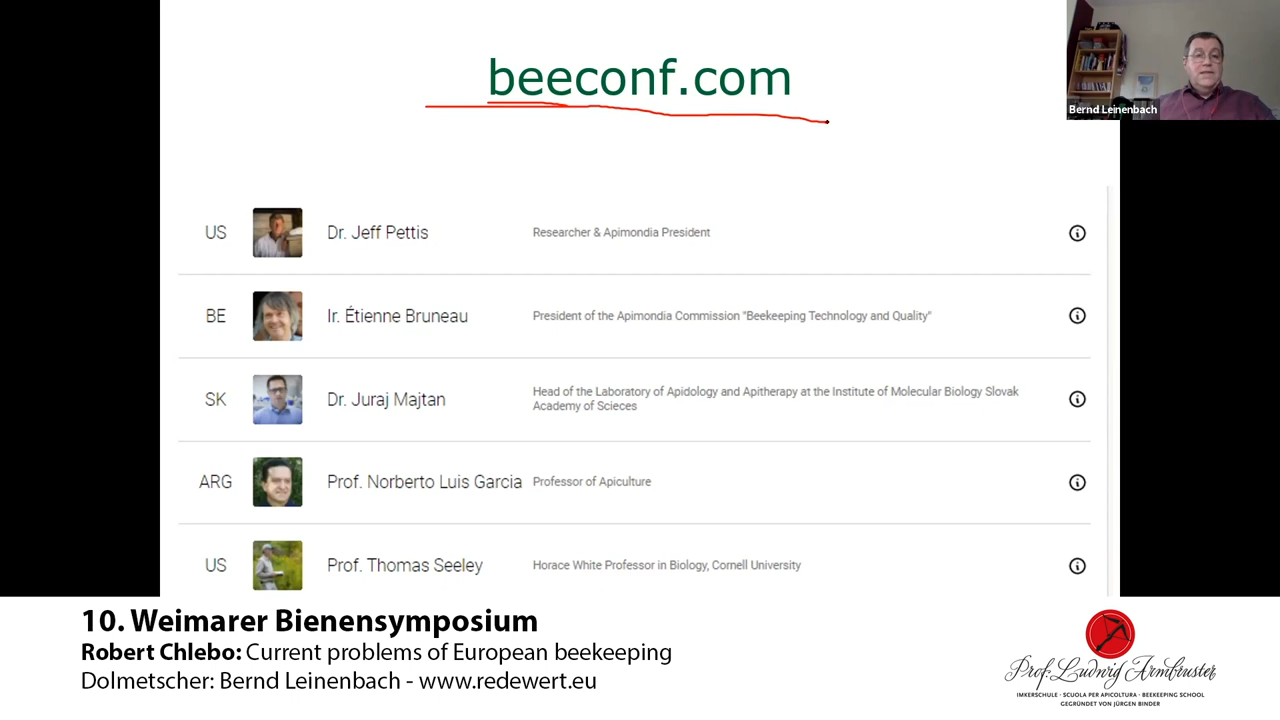 beeconf.com
Bernd Leinenbach
US Dr. Jeff Pettis Researcher & Apimondia President
BE Ir. Étienne Bruneau President of the Apimondia Commission "Beekeeping Technology and Quality"
SK Dr. Juraj Majtan Head of the Laboratory of Apidology and Apitherapy at the Institute of Molecular Biology Slovak
Academy of Scieces
ARG Prof. Norberto Luis Garcia Professor of Apiculture
US Prof. Thomas Seeley Horace White Professor in Biology, Cornell University
10. Weimarer Bienensymposium
Robert Chlebo: Current problems of European beekeeping
Dolmetscher: Bernd Leinenbach - www.redewert.eu
Prof. Ludwig Armbruster
IMKERSCHULE · SCUOLA PER APICOLTURA · BEEKEEPING SCHOOL
GEGRÜNDET VON JÜRGEN BINDER